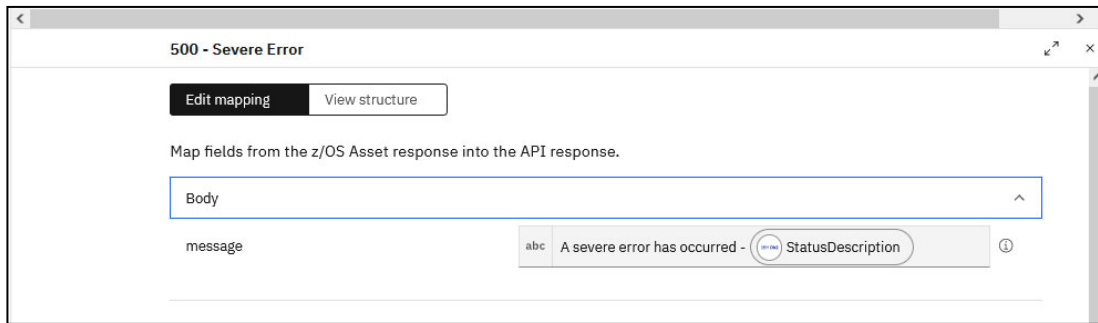 500 - Severe Error
Edit mapping
View structure
Map fields from the z/OS Asset response into the API response.
Body
message
abc A severe error has occurred - StatusDescription